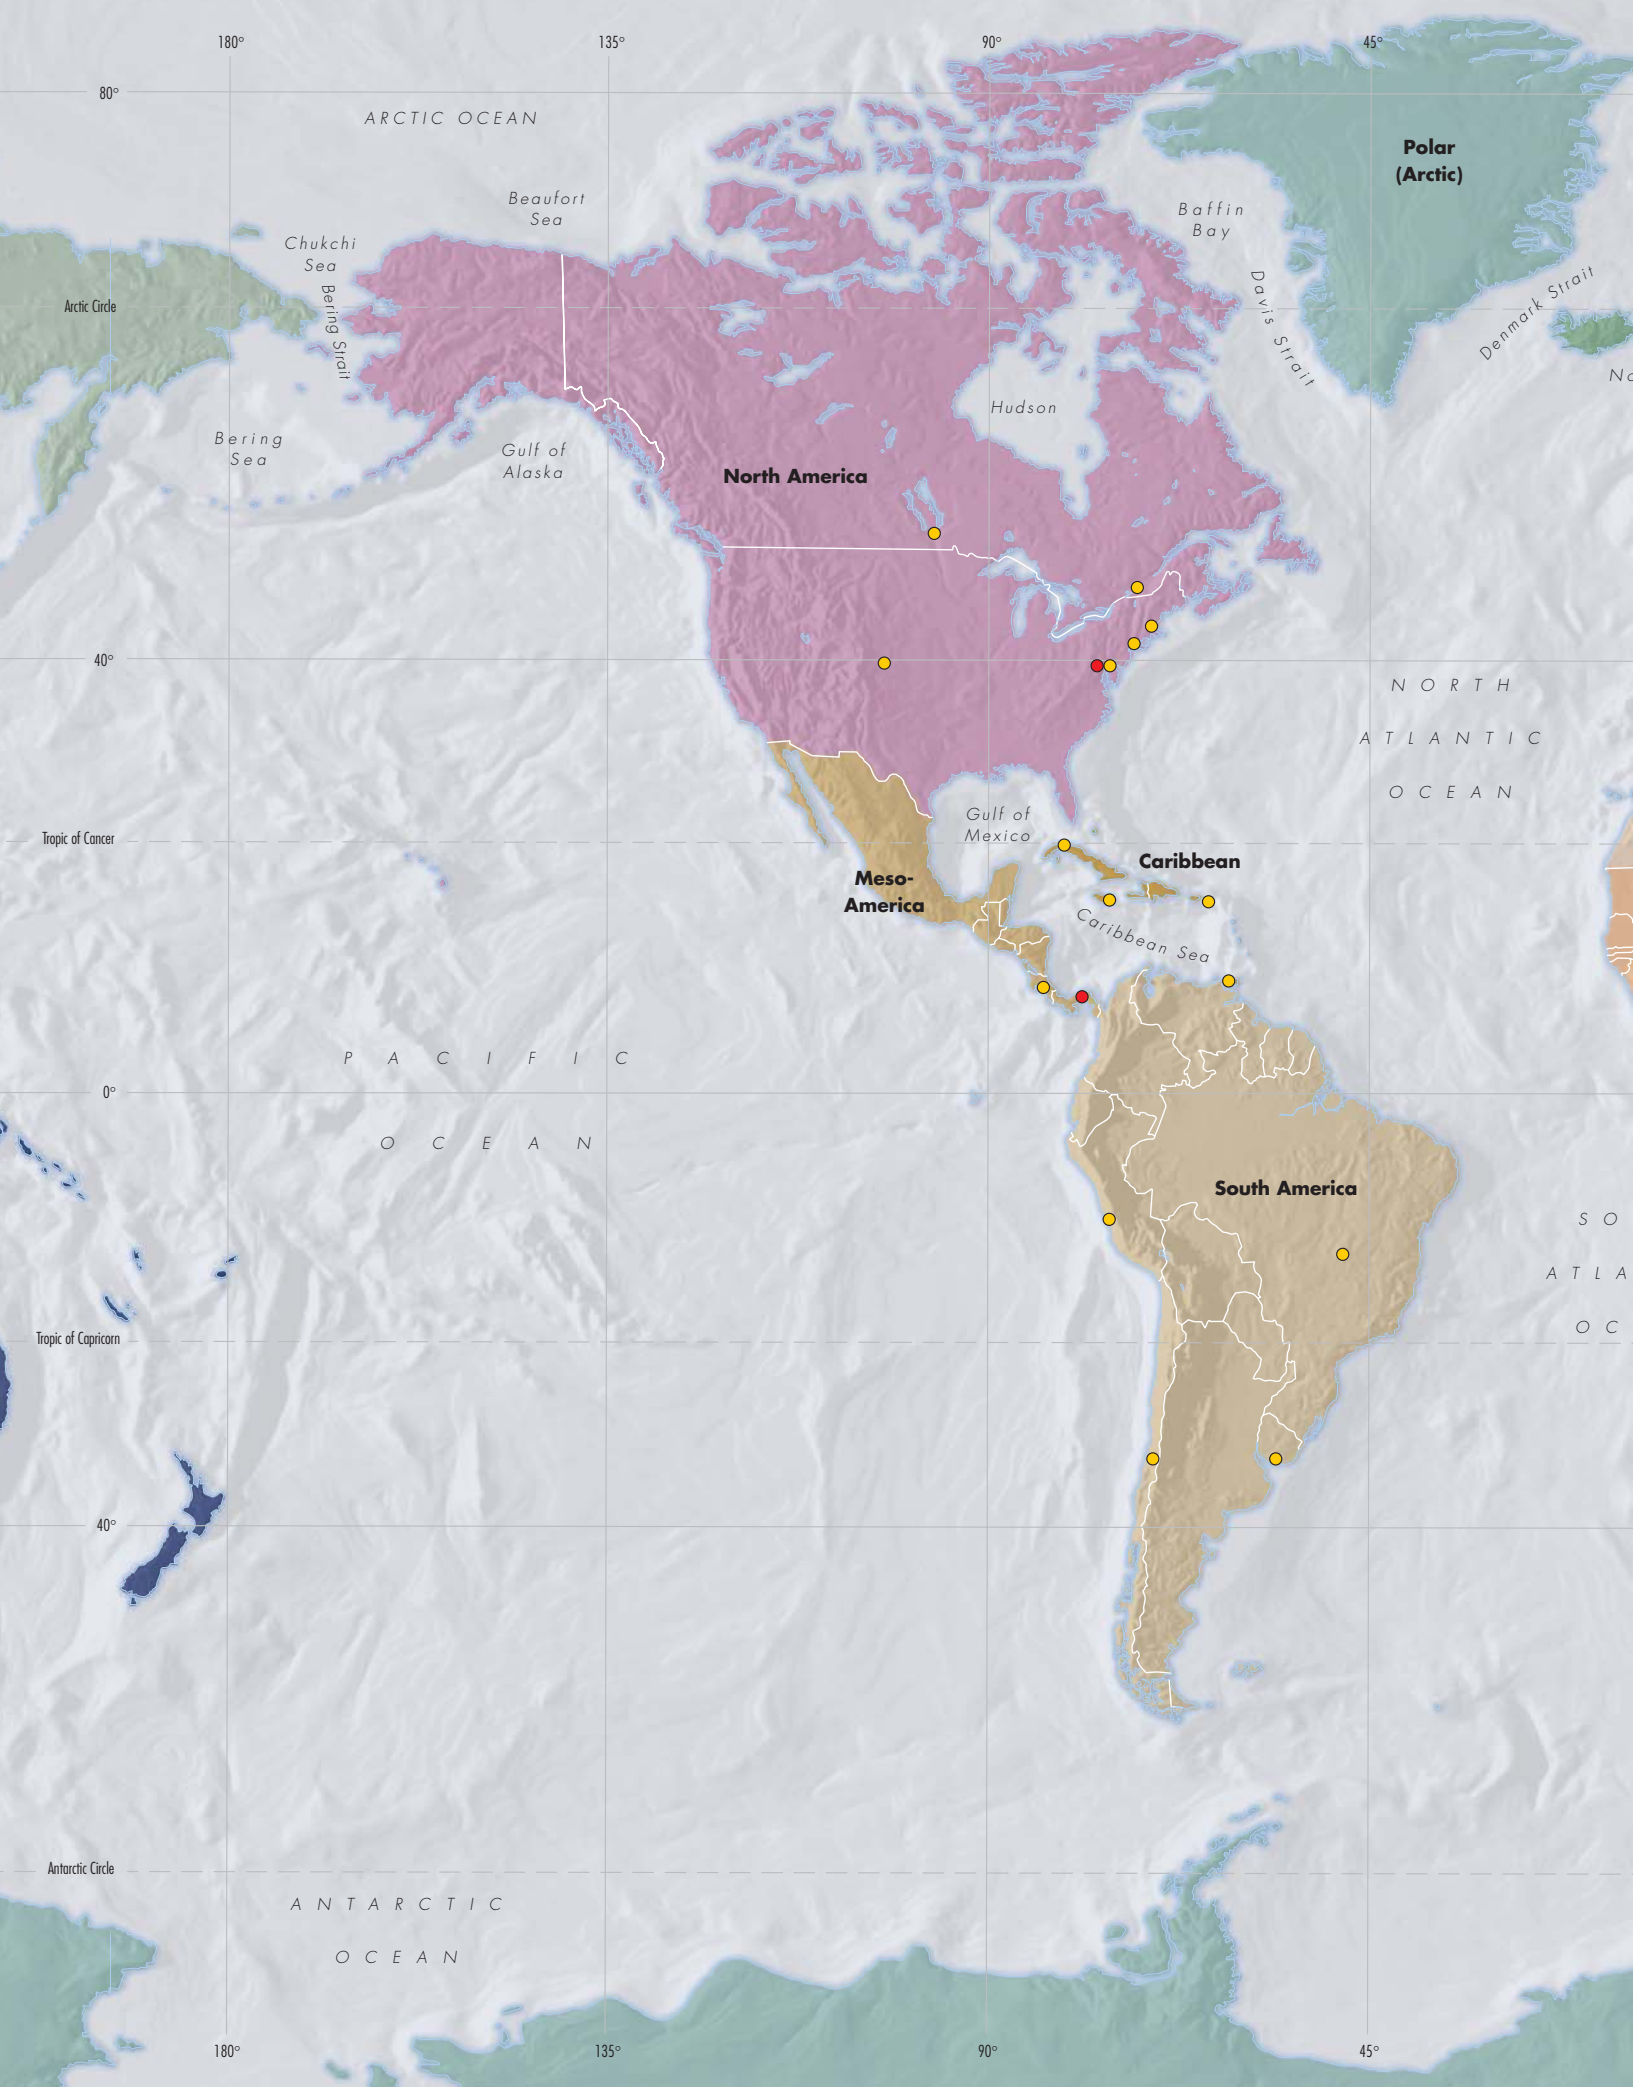 180°
135°
90°
45°
80°
ARCTIC OCEAN
Polar
(Arctic)
Beaufort
Sea
Baffin
Bay
Chukchi
Sea
Bering Strait
Davis Strait
Denmark Strait
Arctic Circle
Hudson
Bering
Sea
Gulf of
Alaska
North America
40°
NORTH
ATLANTIC
OCEAN
Gulf of
Mexico
Tropic of Cancer
Caribbean
Meso-
America
Caribbean Sea
PACIFIC
0°
OCEAN
South America
SO
ATLA
OC
Tropic of Capricorn
40°
Antarctic Circle
ANTARCTIC
OCEAN
180°
135°
90°
45°